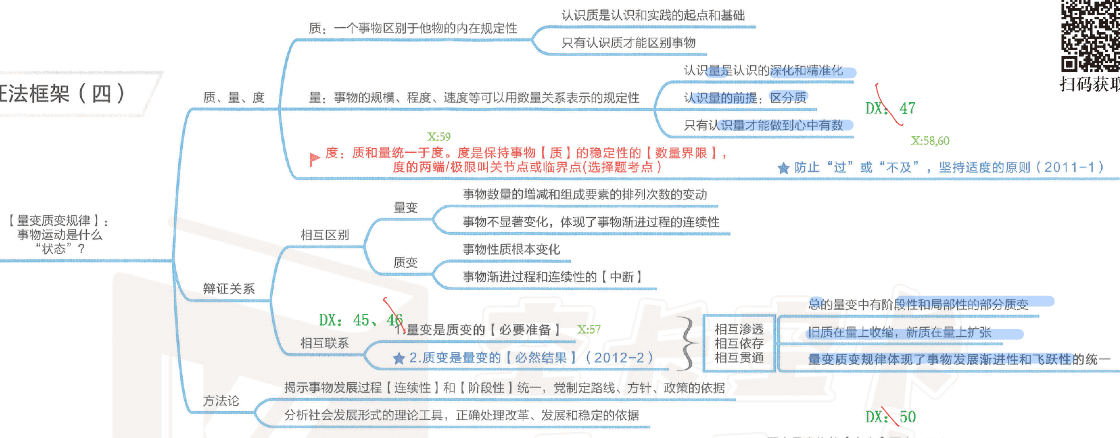 扫码获取
证法框架（四）
【量变质变规律】：
事物运动是什么
“状态”？
质、量、度
质：一个事物区别于他物的内在规定性
认识质是认识和实践的起点和基础
只有认识质才能区别事物
量：事物的规模、程度、速度等可以用数量关系表示的规定性
认识量是认识的深化和精准化
认识量的前提：区分质
只有认识量才能做到心中有数
DX：47
X:59
X:58,60
度：质和量统一于度。度是保持事物【质】的稳定性的【数量界限】，
度的两端/极限叫关节点或临界点(选择题考点)
防止“过”或“不及”，坚持适度的原则（2011-1）
辩证关系
相互区别
量变
事物数量的增减和组成要素的排列次数的变动
事物不显著变化，体现了事物渐进过程的连续性
质变
事物性质根本变化
事物渐进过程和连续性的【中断】
相互联系
DX：45、46
1.量变是质变的【必要准备】
X:57
2.质变是量变的【必然结果】（2012-2）
相互渗透
相互依存
相互贯通
总的量变中有阶段性和局部性的部分质变
旧质在量上收缩，新质在量上扩张
量变质变规律体现了事物发展渐进性和飞跃性的统一
方法论
揭示事物发展过程【连续性】和【阶段性】统一，党制定路线、方针、政策的依据
分析社会发展形式的理论工具，正确处理改革、发展和稳定的依据
DX：50